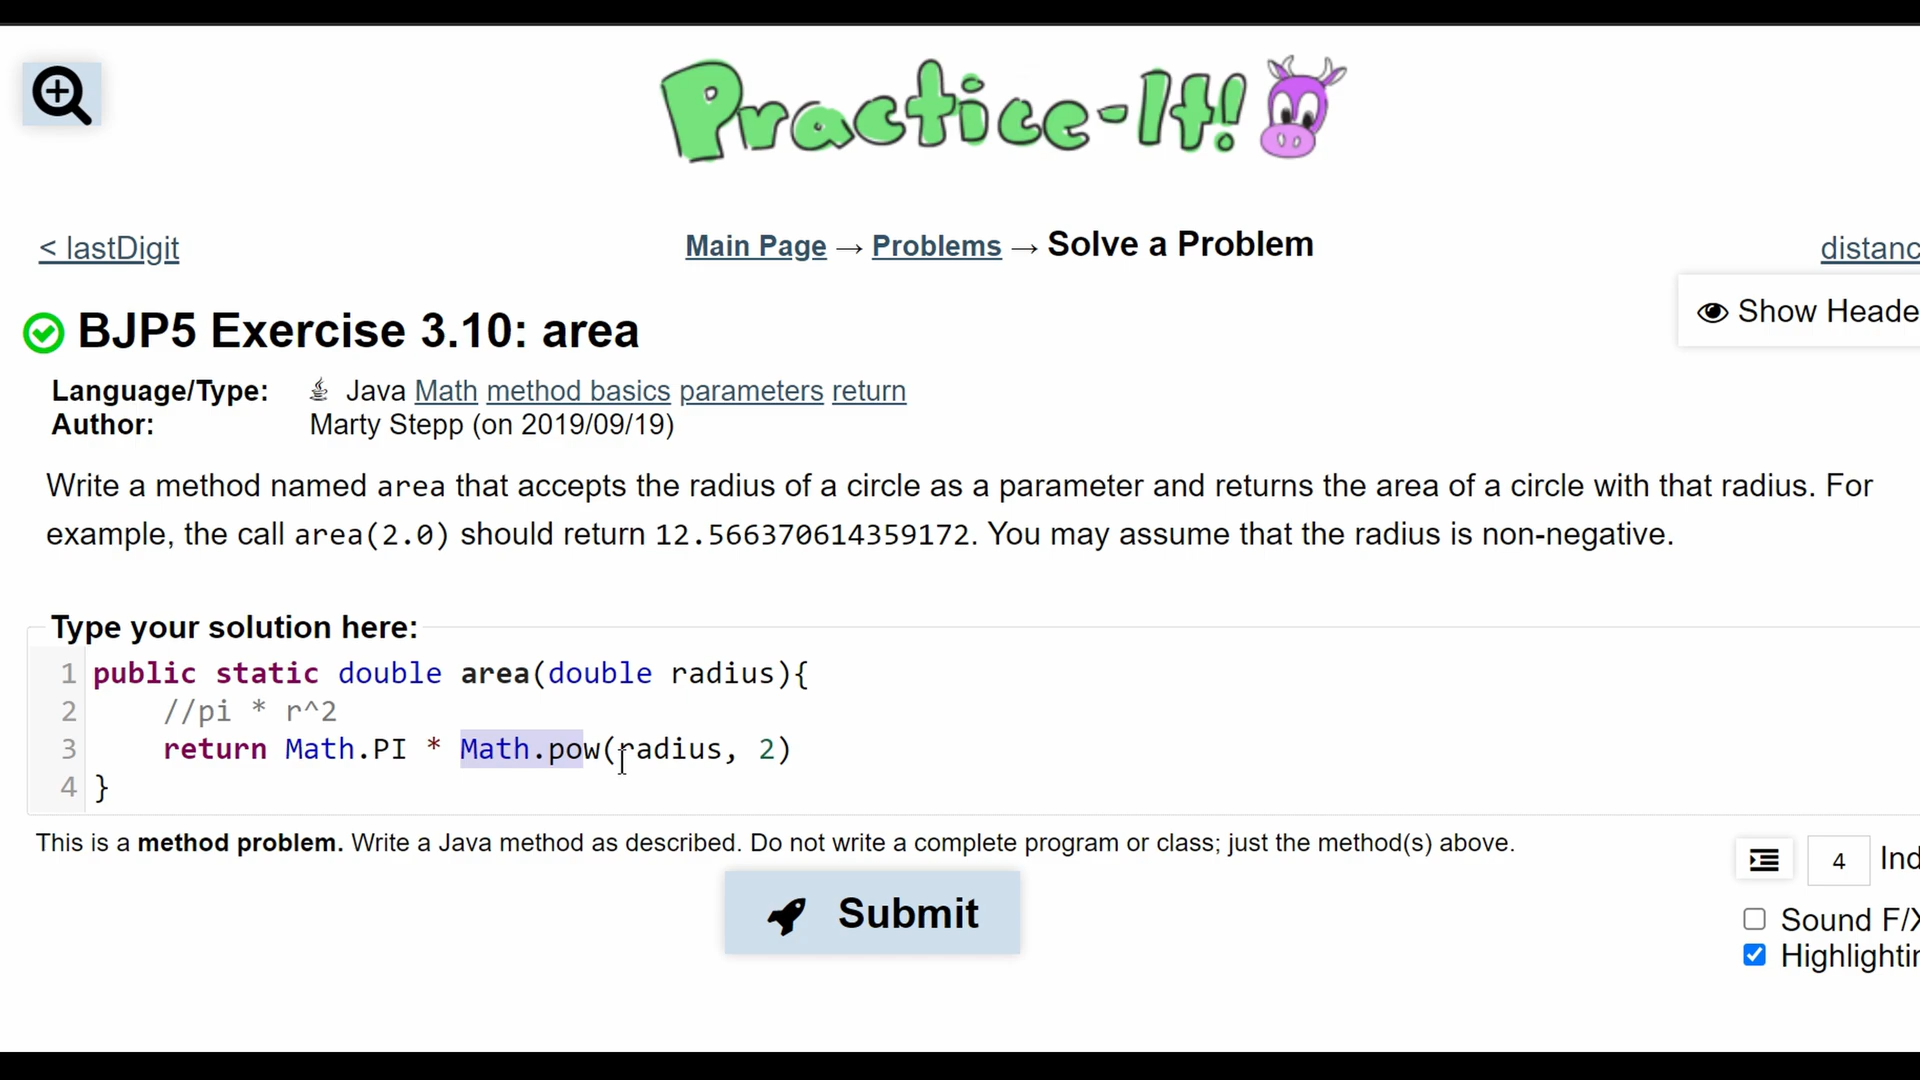 Practice-It!
< lastDigit
Main Page → Problems → Solve a Problem
distanc
Show Heade
BJP5 Exercise 3.10: area
Language/Type: Java Math method basics parameters return
Author: Marty Stepp (on 2019/09/19)
Write a method named area that accepts the radius of a circle as a parameter and returns the area of a circle with that radius. For
example, the call area(2.0) should return 12.566370614359172. You may assume that the radius is non-negative.
Type your solution here:
1 public static double area(double radius){
2     //pi * r^2
3     return Math.PI * Math.pow(radius, 2)
4 }
This is a method problem. Write a Java method as described. Do not write a complete program or class; just the method(s) above.
4 Ind
Submit
Sound F/X
Highlightin